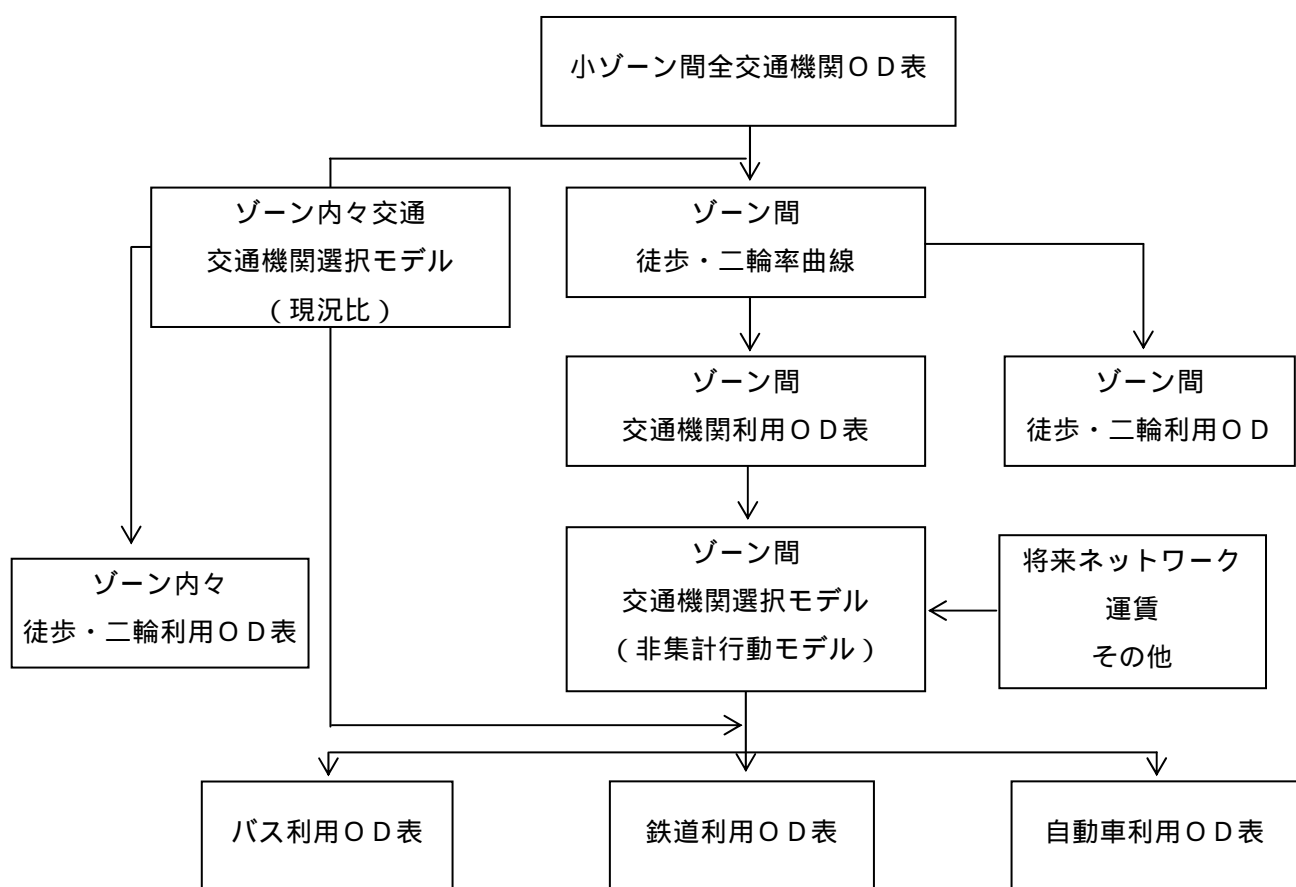 小ゾーン間全交通機関ＯＤ表
ゾーン内々交通
交通機関選択モデル
（現況比）
ゾーン間
徒歩・二輪率曲線
ゾーン間
交通機関利用ＯＤ表
ゾーン間
徒歩・二輪利用ＯＤ
ゾーン内々
徒歩・二輪利用ＯＤ表
ゾーン間
交通機関選択モデル
（非集計行動モデル）
将来ネットワーク
運賃
その他
バス利用ＯＤ表
鉄道利用ＯＤ表
自動車利用ＯＤ表